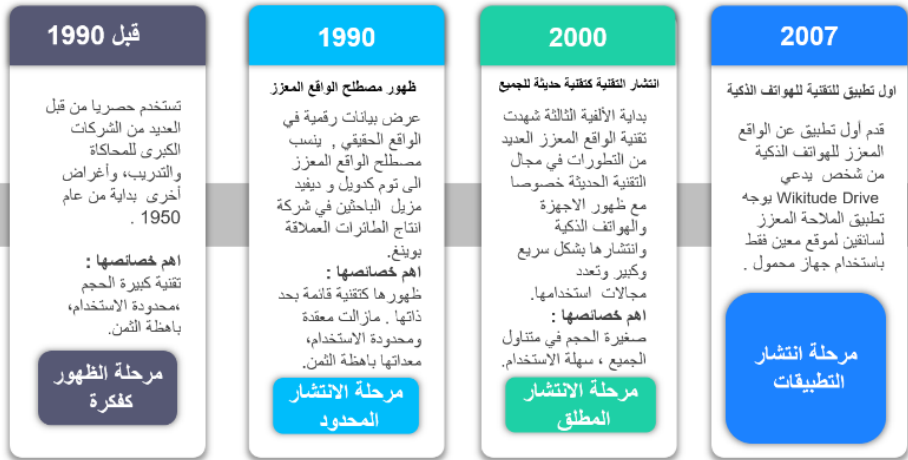 قبل 1990
تستخدم حصريا من قبل
العديد من الشركات
الكبرى للمحاكاة
والتدريب، وأغراض
أخرى بداية من عام
1950 .
اهم خصائصها :
تقنية كبيرة الحجم
،محدودة الاستخدام،
باهظة الثمن.
مرحلة الظهور
كفكرة
1990
ظهور مصطلح الواقع المعزز
عرض بيانات رقمية في
الواقع الحقيقي , ينسب
مصطلح الواقع المعزز
الى توم كدويل و ديفيد
مزيل الباحثين في شركة
انتاج الطائرات العملاقة
بوينغ.
اهم خصائصها :
ظهورها كتقنية قائمة بحد
ذاتها . مازالت معقدة
ومحدودة الاستخدام،
معداتها باهظة الثمن.
مرحلة الانتشار
المحدود
2000
انتشار التقنية كتقنية حديثة للجميع
بداية الألفية الثالثة شهدت
تقنية الواقع المعزز العديد
من التطورات في مجال
التقنية الحديثة خصوصا
مع ظهور الاجهزة
والهواتف الذكية
وانتشارها بشكل سريع
وكبير وتعدد
مجالات استخدامها.
اهم خصائصها :
صغيرة الحجم في متناول
الجميع ، سهلة الاستخدام.
مرحلة الانتشار
المطلق
2007
اول تطبيق للتقنية للهواتف الذكية
قدم أول تطبيق عن الواقع
المعزز للهواتف الذكية
من شخص يدعي
Wikitude Drive يوجه
تطبيق الملاحة المعزز
لسانقين لموقع معين فقط
باستخدام جهاز محمول .
مرحلة انتشار
التطبيقات